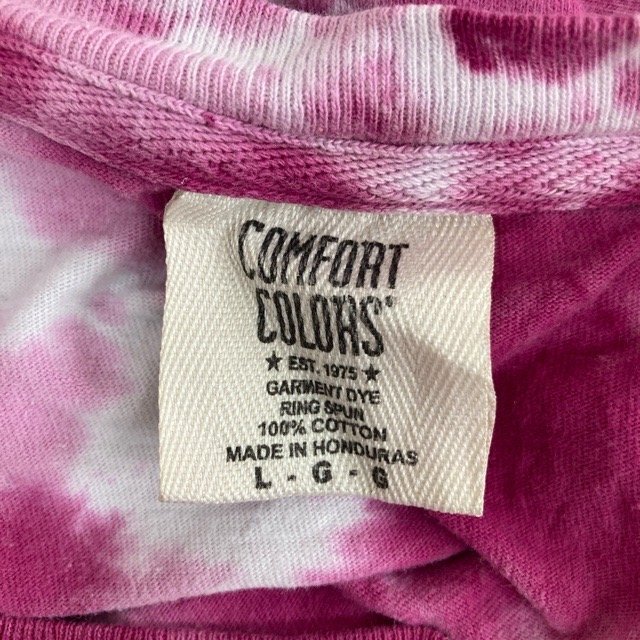 COMFORT
COLORS®
★ EST. 1975 ★
GARMENT DYE
RING SPUN
100% COTTON
MADE IN HONDURAS
L - G - G